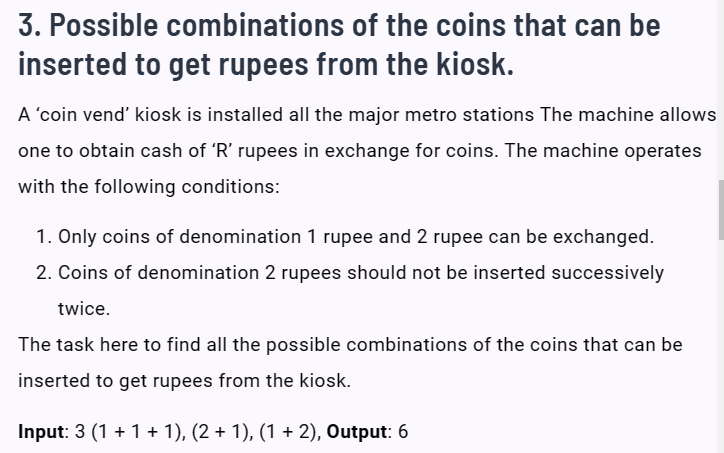 3. Possible combinations of the coins that can be
inserted to get rupees from the kiosk.
A ‘coin vend’ kiosk is installed all the major metro stations The machine allows
one to obtain cash of ‘R’ rupees in exchange for coins. The machine operates
with the following conditions:
1. Only coins of denomination 1 rupee and 2 rupee can be exchanged.
2. Coins of denomination 2 rupees should not be inserted successively
twice.
The task here to find all the possible combinations of the coins that can be
inserted to get rupees from the kiosk.
Input: 3 (1 + 1 + 1), (2 + 1), (1 + 2), Output: 6